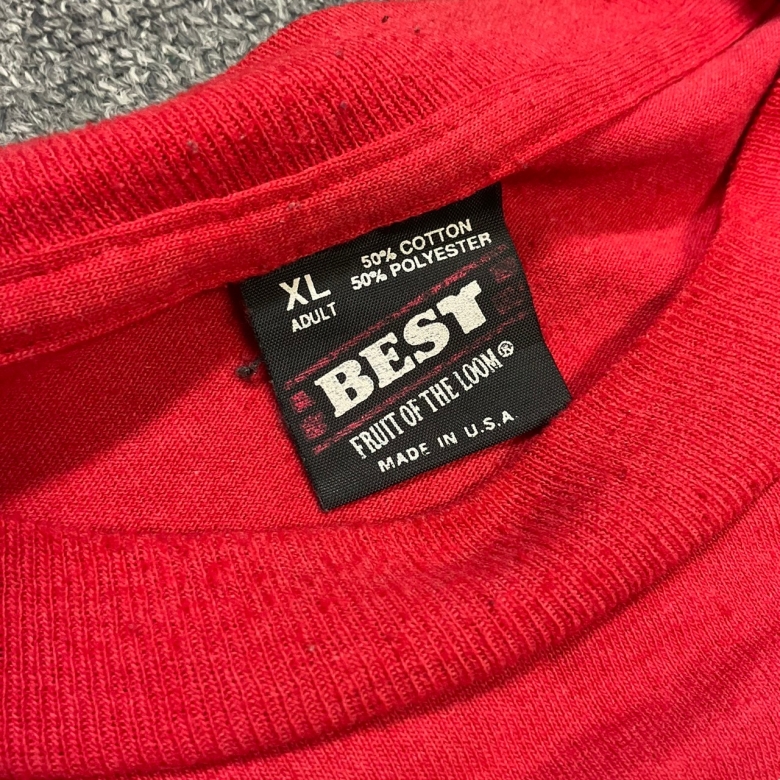 XL
ADULT
50% COTTON
50% POLYESTER
BEST
FRUIT OF THE LOOM®
MADE IN U.S.A.